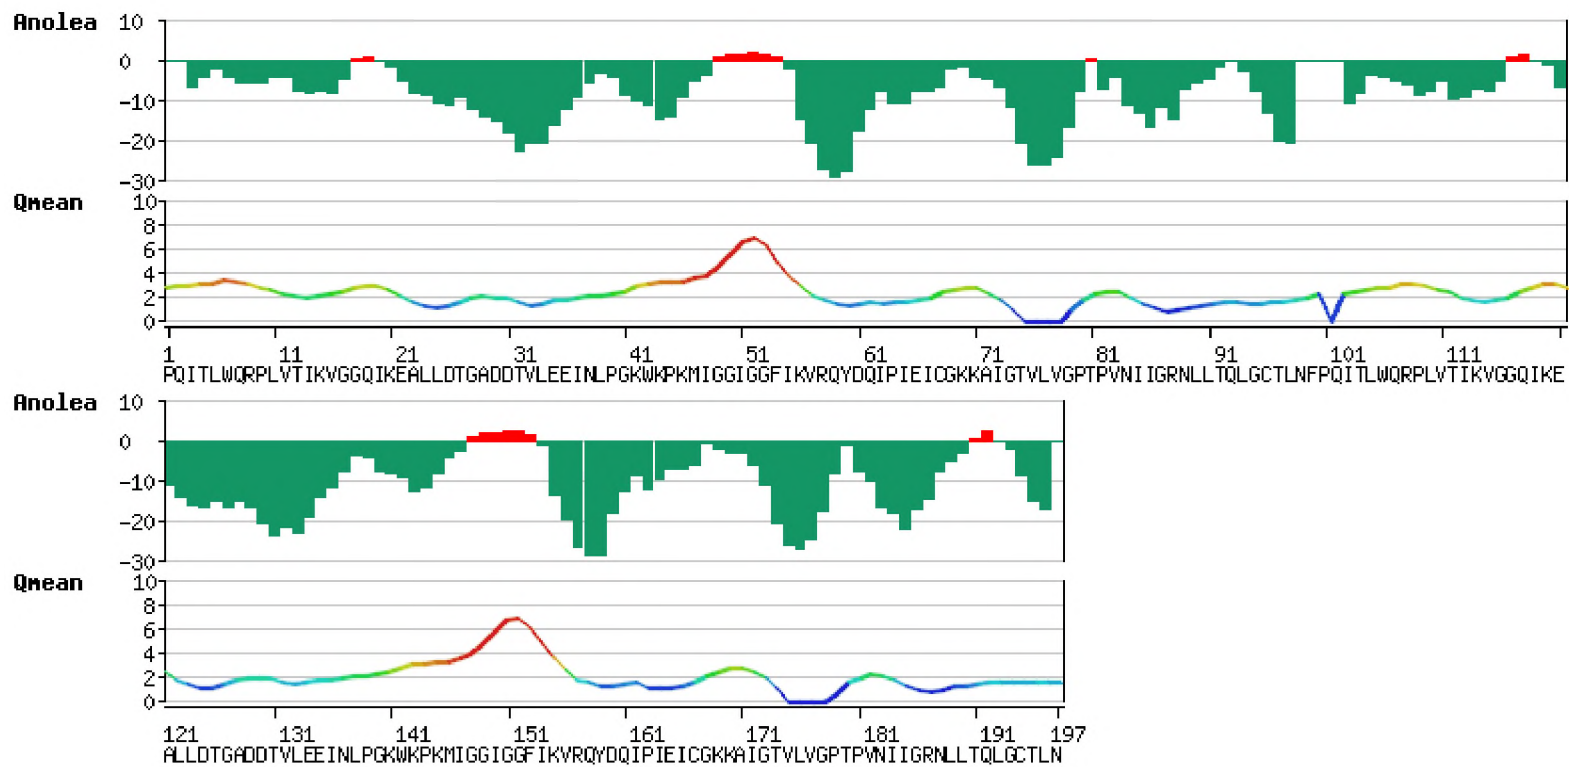 Anolea 10
0
-10
-20
-30
Qmean 10
8
6
4
2
0
1 11 21 31 41 51 61 71 81 91 101 111
PQITLWQRPLVTIKVGGQIKEALLDTGADDTVLEEINLPGKWKPKMIGGIGGFIKVRQYDQIPIEICGKKAIGTVLVGPTPVNIIGRNLLTQLGCTLNFPQITLWQRPLVTIKVGGQIKE
Anolea 10
0
-10
-20
-30
Qmean 10
8
6
4
2
0
121 131 141 151 161 171 181 191 197
ALLDTGADDTVLEEINLPGKWKPKMIGGIGGFIKVRQYDQIPIEICGKKAIGTVLVGPTPVNIIGRNLLTQLGCTLN